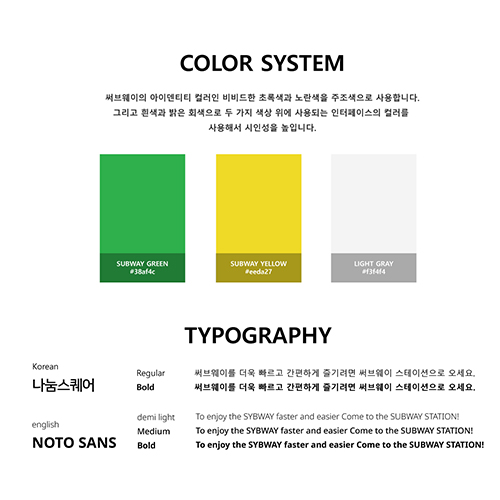 COLOR SYSTEM
써브웨이의 아이덴티티 컬러인 비비드한 초록색과 노란색을 주조색으로 사용합니다.
그리고 흰색과 밝은 회색으로 두 가지 색상 위에 사용되는 인터페이스의 컬러를
사용해서 시인성을 높입니다.
SUBWAY GREEN
#38af4c
SUBWAY YELLOW
#eeda27
LIGHT GRAY
#f3f4f4
TYPOGRAPHY
Korean
나눔스퀘어
Regular 써브웨이를 더욱 빠르고 간편하게 즐기려면 써브웨이 스테이션으로 오세요.
Bold 써브웨이를 더욱 빠르고 간편하게 즐기려면 써브웨이 스테이션으로 오세요.
english
NOTO SANS
demi light To enjoy the SYBWAY faster and easier Come to the SUBWAY STATION!
Medium To enjoy the SYBWAY faster and easier Come to the SUBWAY STATION!
Bold To enjoy the SYBWAY faster and easier Come to the SUBWAY STATION!